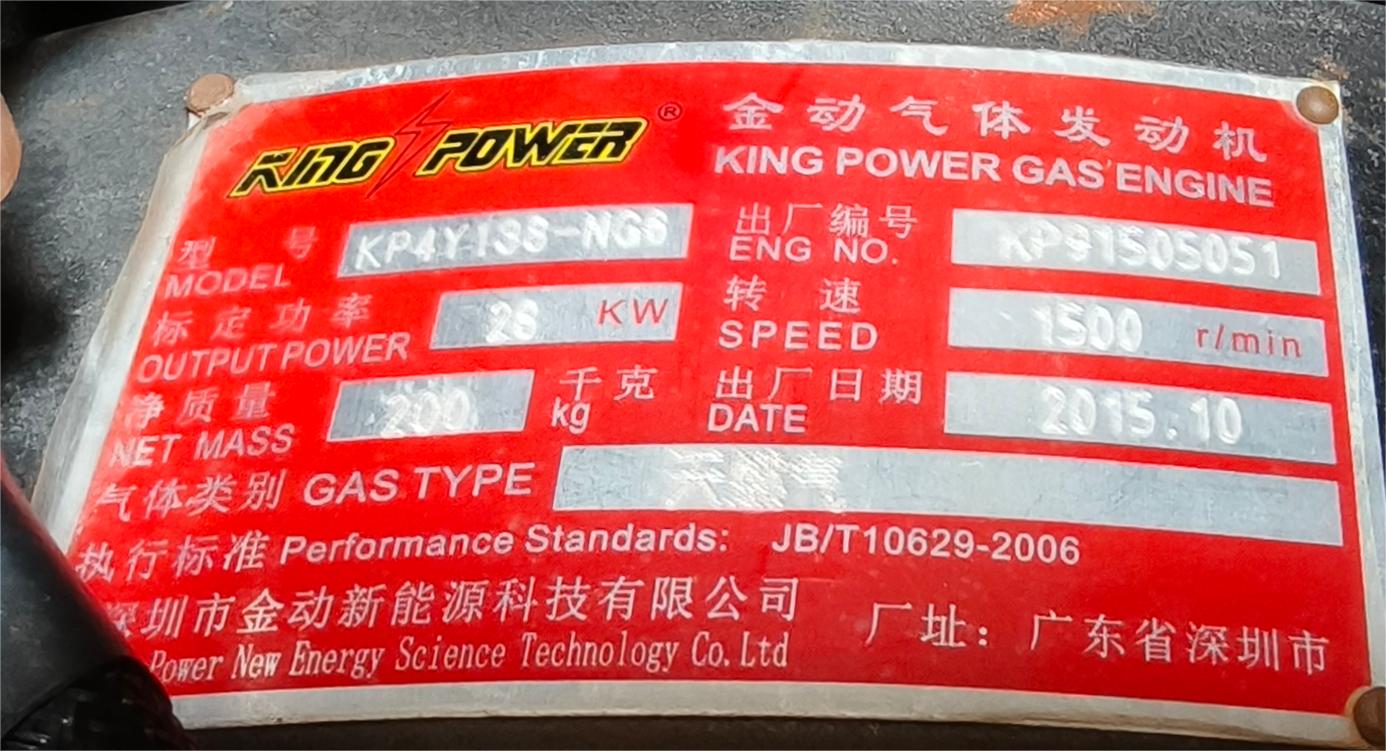 KING POWER ®
金动气体发动机
KING POWER GAS ENGINE
型号 KP4Y138-NG6
MODEL
出厂编号 KP91505051
ENG NO.
标定功率 28 KW
OUTPUT POWER
转速 1500 r/min
SPEED
净质量 200 千克
NET MASS kg
出厂日期 2015.10
DATE
气体类别 GAS TYPE 天然气
执行标准 Performance Standards: JB/T10629-2006
深圳市金动新能源科技有限公司
Power New Energy Science Technology Co.Ltd
厂址：广东省深圳市